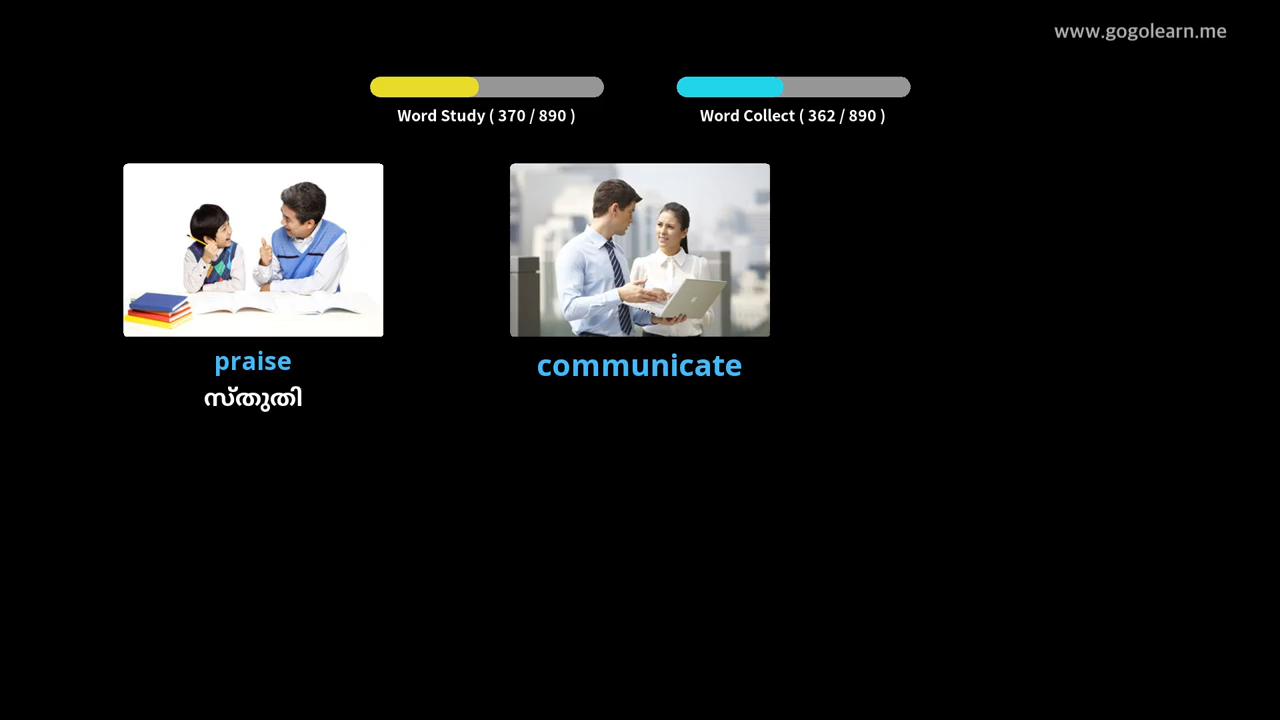 www.gogolearn.me
Word Study ( 370 / 890 )
Word Collect ( 362 / 890 )
praise
സ്തുതി
communicate